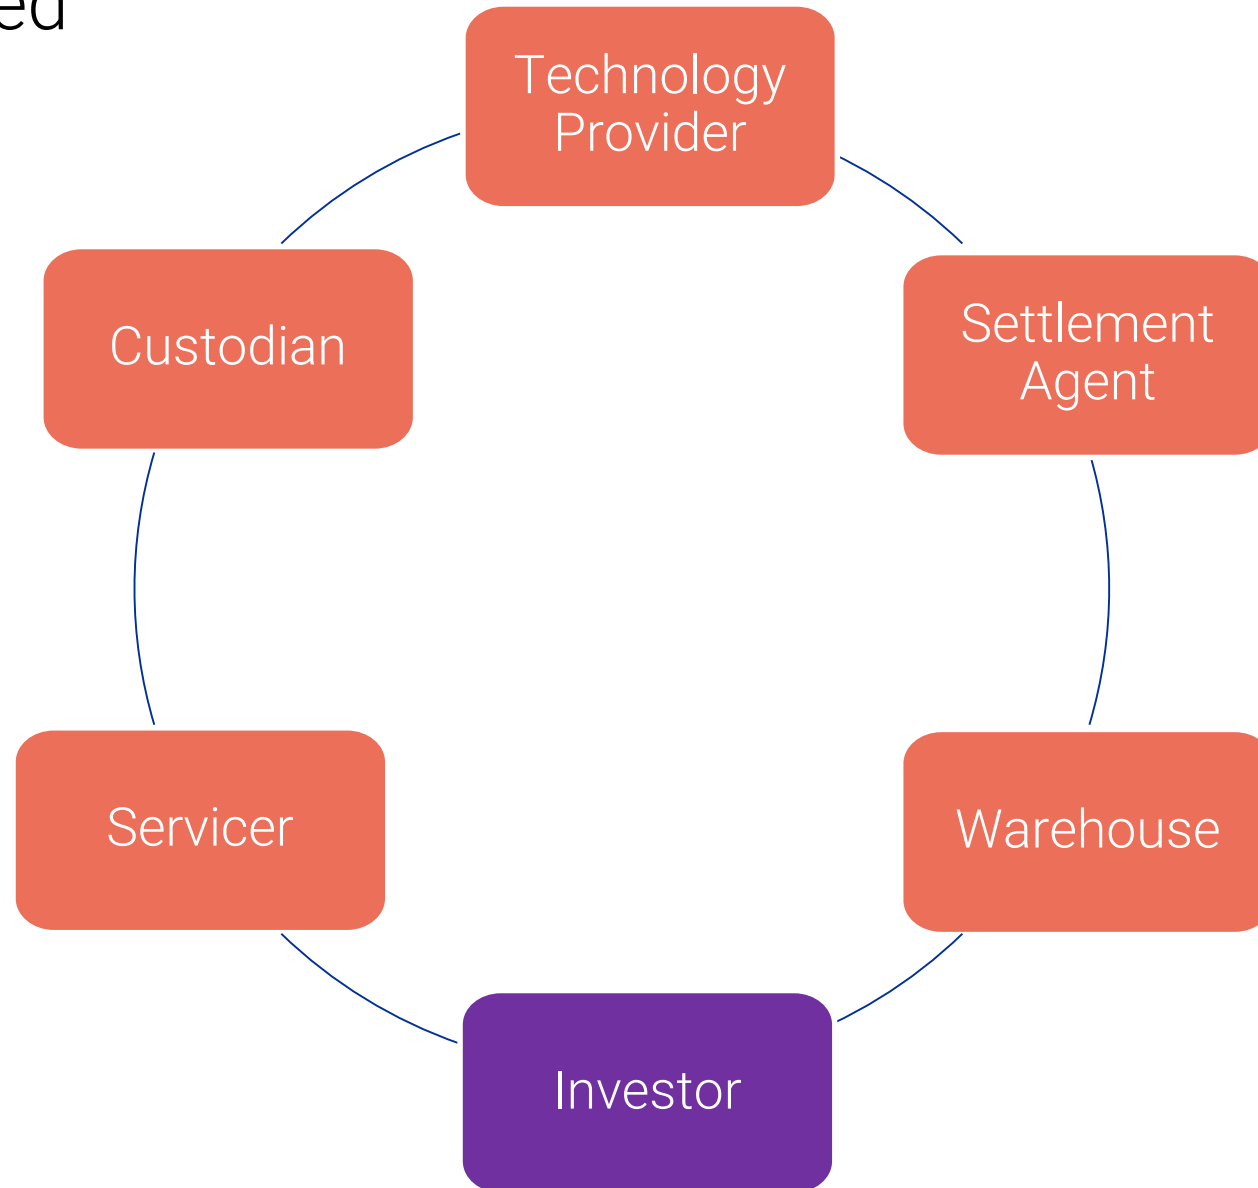 Technology
Provider
Settlement
Agent
Custodian
Servicer
Warehouse
Investor